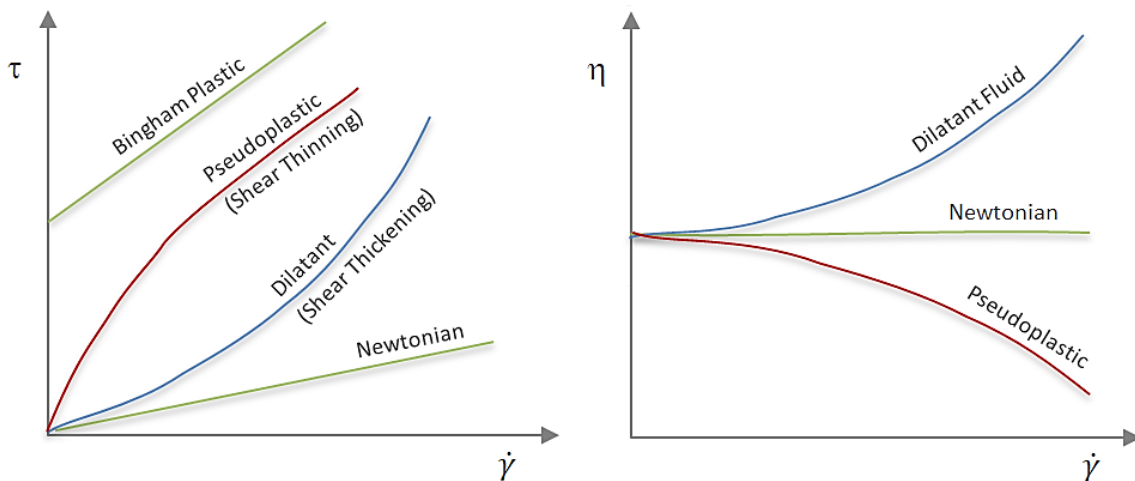 τ
Bingham Plastic
Pseudoplastic
(Shear Thinning)
Dilatant
(Shear Thickening)
Newtonian
γ̇
η
Dilatant Fluid
Newtonian
Pseudoplastic
γ̇